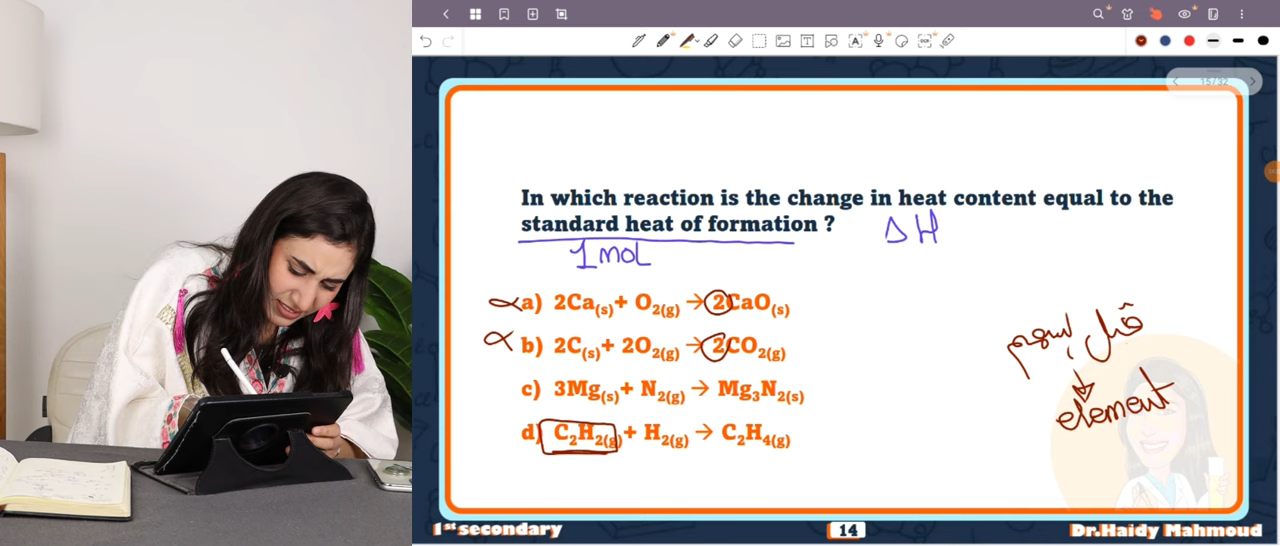 15/32
In which reaction is the change in heat content equal to the
standard heat of formation ?
ΔH
1 mol
a) 2Ca(s)+ O2(g) → 2CaO(s)
b) 2C(s)+ 2O2(g) → 2CO2(g)
c) 3Mg(s)+ N2(g) → Mg3N2(s)
d) C2H2(g)+ H2(g) → C2H4(g)
element
1st secondary
14
Dr.Haidy Mahmoud